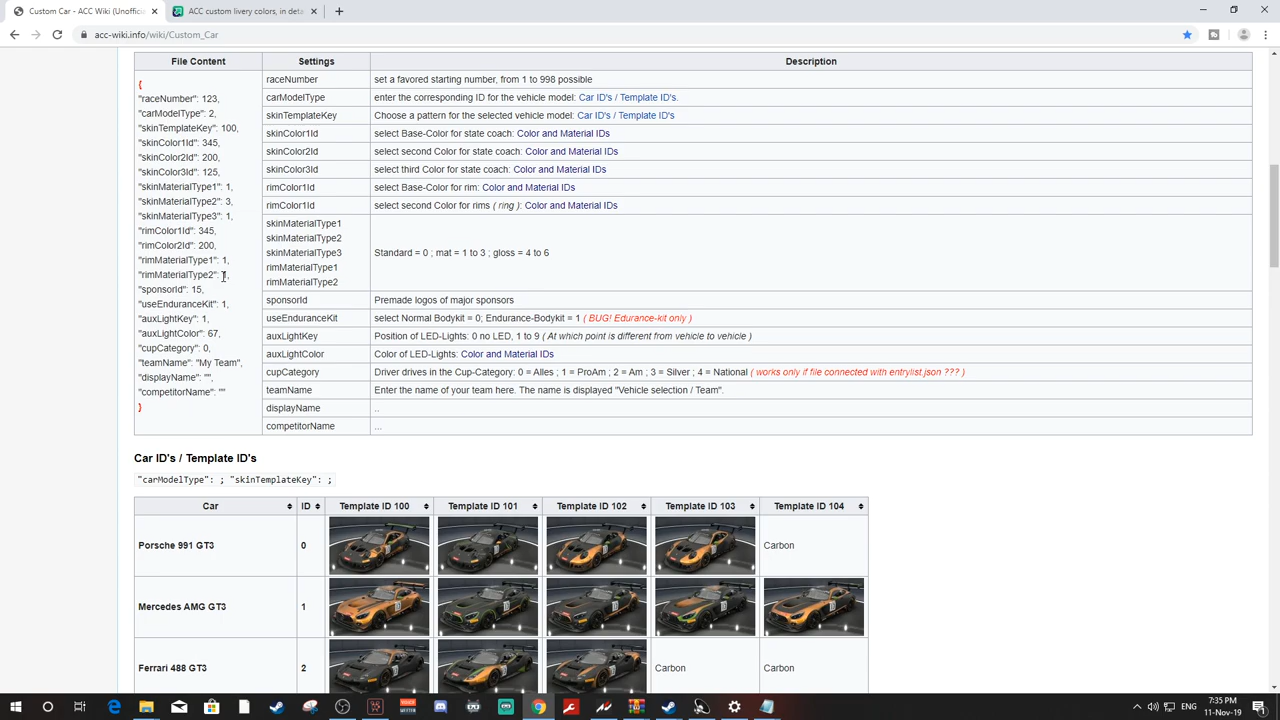 Custom Car - ACC Wiki (Unoffici
ACC custom livery colors, in deta
acc-wiki.info/wiki/Custom_Car
File Content
Settings
Description
{
"raceNumber": 123,
"carModelType": 2,
"skinTemplateKey": 100,
"skinColor1Id": 345,
"skinColor2Id": 200,
"skinColor3Id": 125,
"skinMaterialType1": 1,
"skinMaterialType2": 3,
"skinMaterialType3": 1,
"rimColor1Id": 345,
"rimColor2Id": 200,
"rimMaterialType1": 1,
"rimMaterialType2": ,
"sponsorId": 15,
"useEnduranceKit": 1,
"auxLightKey": 1,
"auxLightColor": 67,
"cupCategory": 0,
"teamName": "My Team",
"displayName": "",
"competitorName": ""
}
raceNumber set a favored starting number, from 1 to 998 possible
carModelType enter the corresponding ID for the vehicle model: Car ID's / Template ID's.
skinTemplateKey Choose a pattern for the selected vehicle model: Car ID's / Template ID's
skinColor1Id select Base-Color for state coach: Color and Material IDs
skinColor2Id select second Color for state coach: Color and Material IDs
skinColor3Id select third Color for state coach: Color and Material IDs
rimColor1Id select Base-Color for rim: Color and Material IDs
rimColor1Id select second Color for rims ( ring ): Color and Material IDs
skinMaterialType1
skinMaterialType2
skinMaterialType3 Standard = 0 ; mat = 1 to 3 ; gloss = 4 to 6
rimMaterialType1
rimMaterialType2
sponsorId Premade logos of major sponsors
useEnduranceKit select Normal Bodykit = 0; Endurance-Bodykit = 1 ( BUG! Edurance-kit only )
auxLightKey Position of LED-Lights: 0 no LED, 1 to 9 ( At which point is different from vehicle to vehicle )
auxLightColor Color of LED-Lights: Color and Material IDs
cupCategory Driver drives in the Cup-Category: 0 = Alles ; 1 = ProAm ; 2 = Am ; 3 = Silver ; 4 = National ( works only if file connected with entrylist.json ??? )
teamName Enter the name of your team here. The name is displayed "Vehicle selection / Team".
displayName ..
competitorName ...
Car ID's / Template ID's
"carModelType": ; "skinTemplateKey": ;
Car ID Template ID 100 Template ID 101 Template ID 102 Template ID 103 Template ID 104
Porsche 991 GT3 0 Carbon
Mercedes AMG GT3 1
Ferrari 488 GT3 2 Carbon Carbon
7:35 PM
11-Nov-19